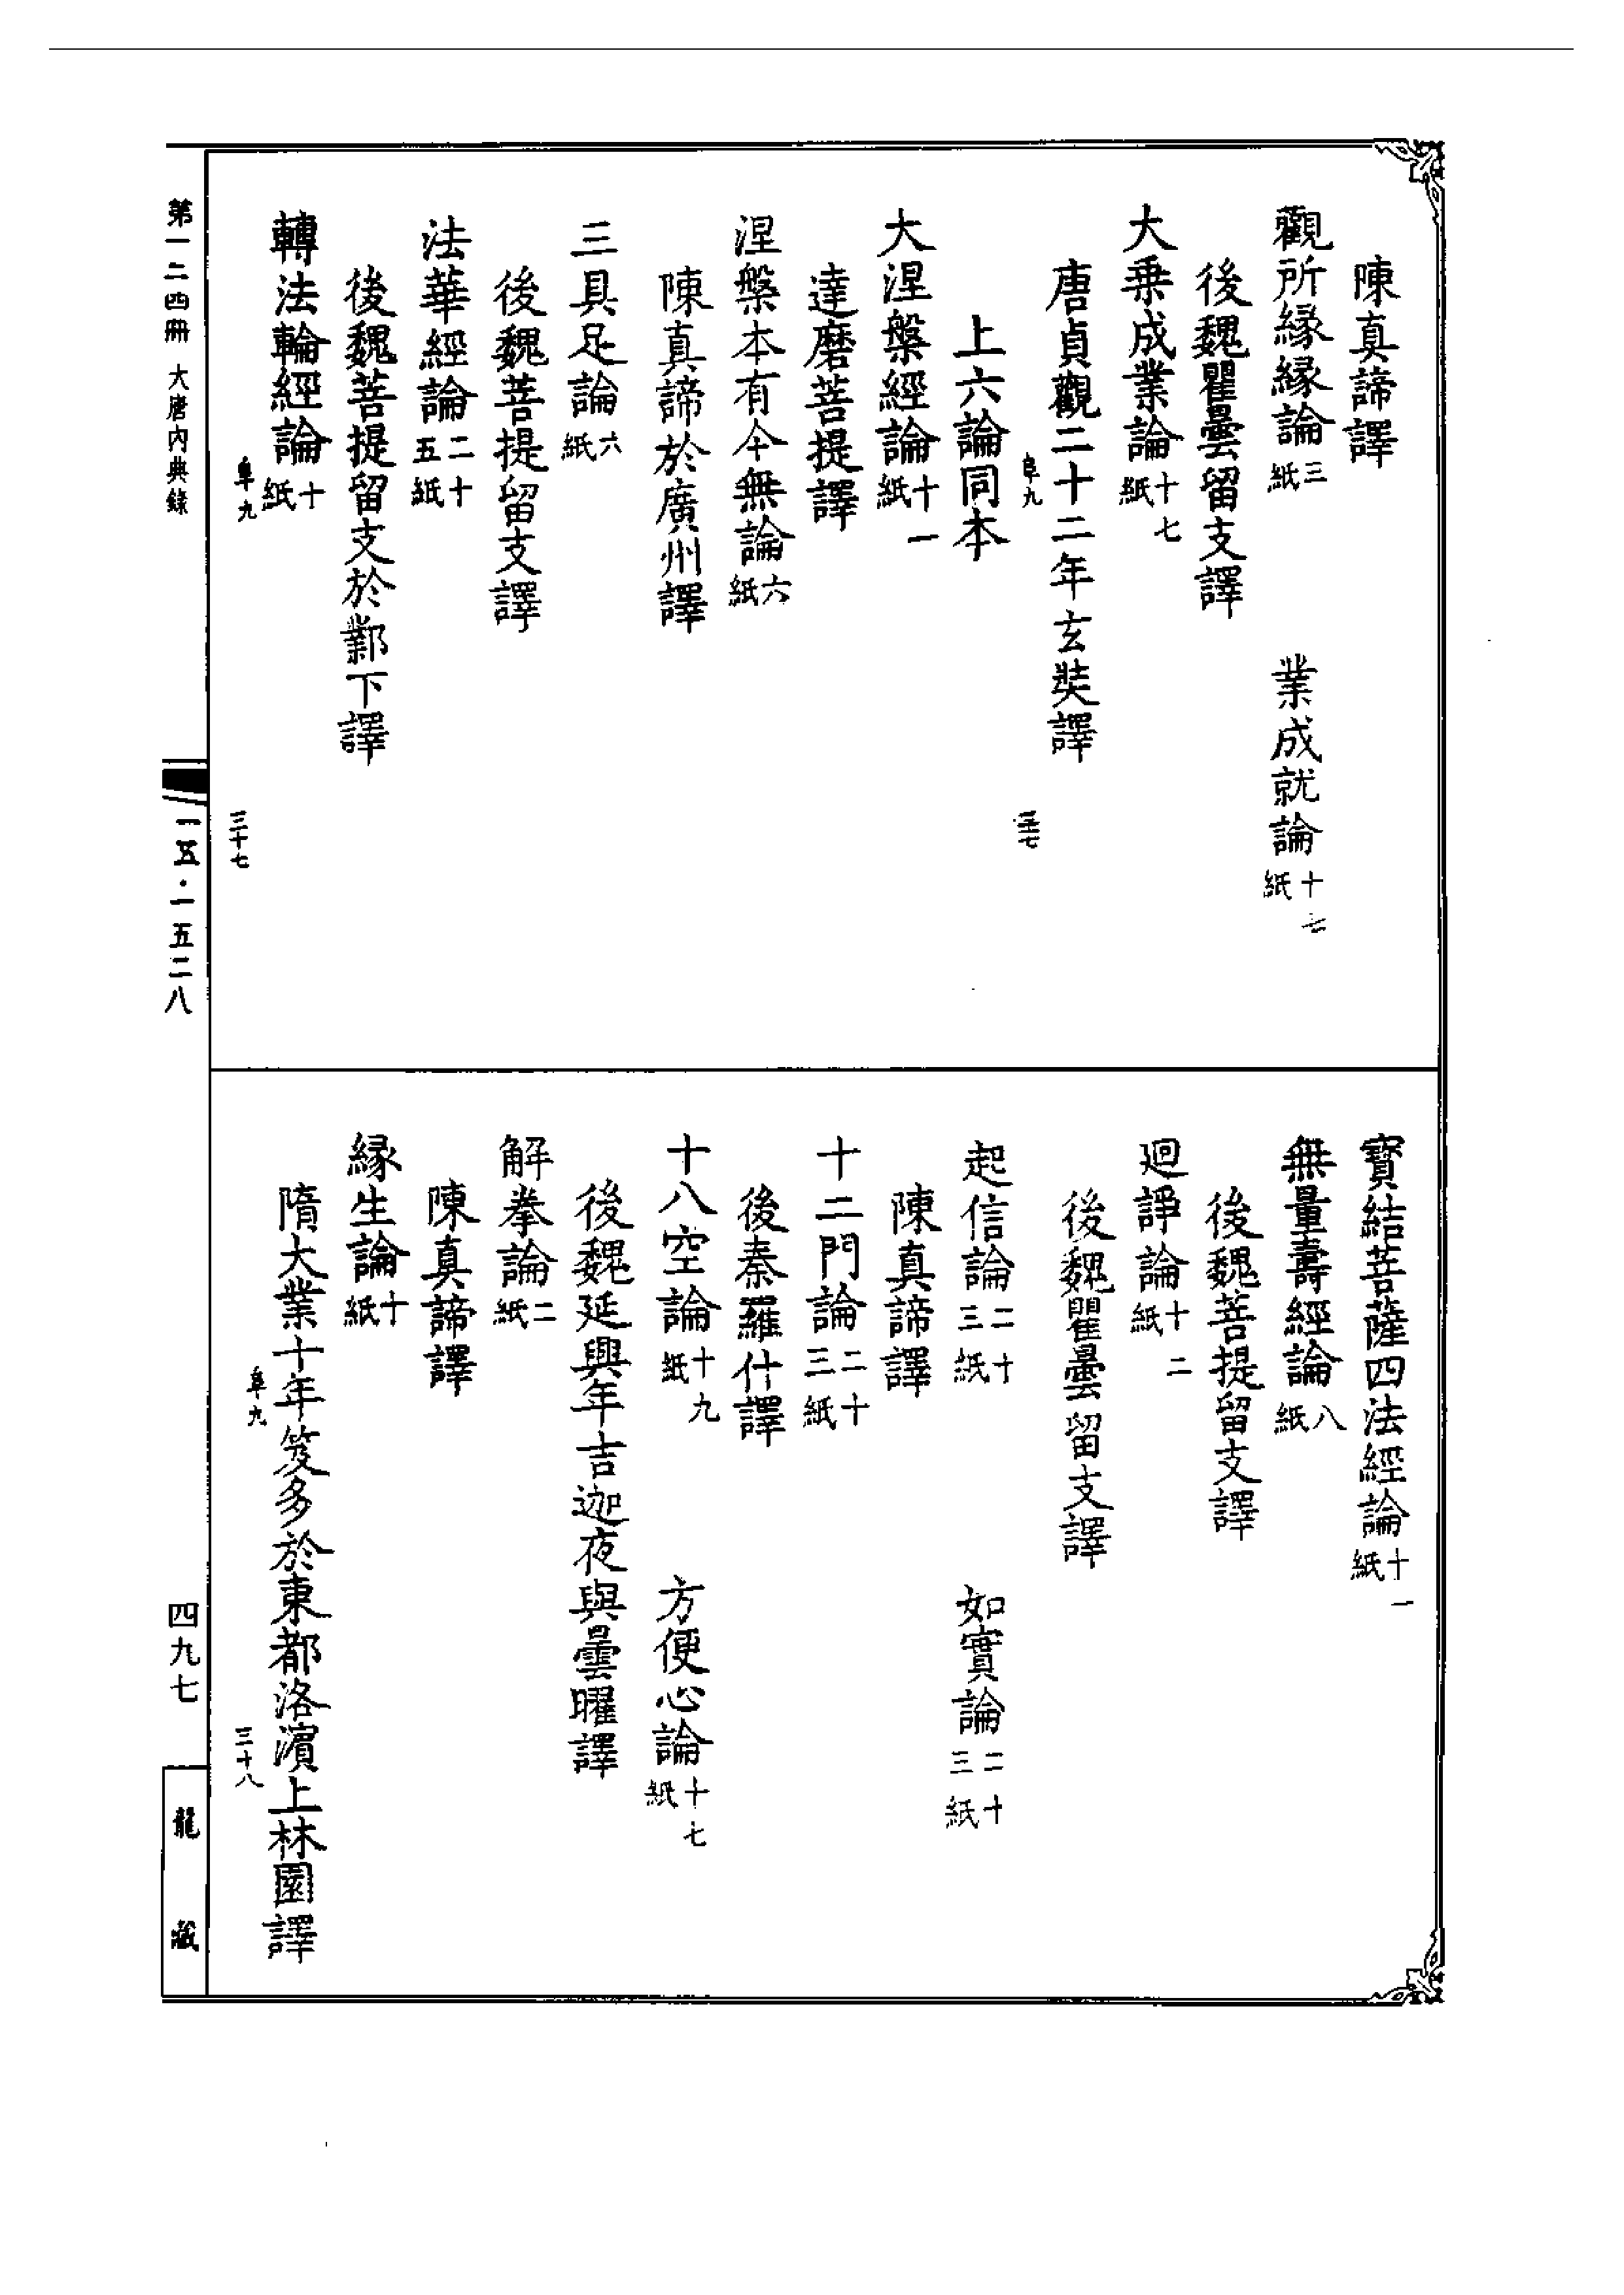 陳真諦譯
觀所緣緣論三紙　業成就論十七紙
後魏瞿曇留支譯
大乗成業論十七紙
唐貞觀二十二年玄奘譯
阜九　三十七
上六論同本
大涅槃經論十一紙
達磨菩提譯
涅槃本有今無論六紙
陳真諦於廣州譯
三具足論六紙
後魏菩提留支譯
法華經論二十五紙
後魏菩提留支於鄴下譯
轉法輪經論十紙
阜九　三十七
寶結菩薩四法經論十一紙
無量壽經論八紙
後魏菩提留支譯
迴諍論十二紙
後魏瞿曇留支譯
起信論二十三紙　如實論二十三紙
陳真諦譯
十二門論二十三紙
後秦羅什譯
十八空論十九紙　方便心論十七紙
後魏延興年吉迦夜與曇曜譯
解拳論二紙
陳真諦譯
緣生論十紙
隋大業十年笈多於東都洛濱上林園譯
阜九　三十八
第一二四冊　大唐內典錄
一一五·一五二八
四九七
龍藏